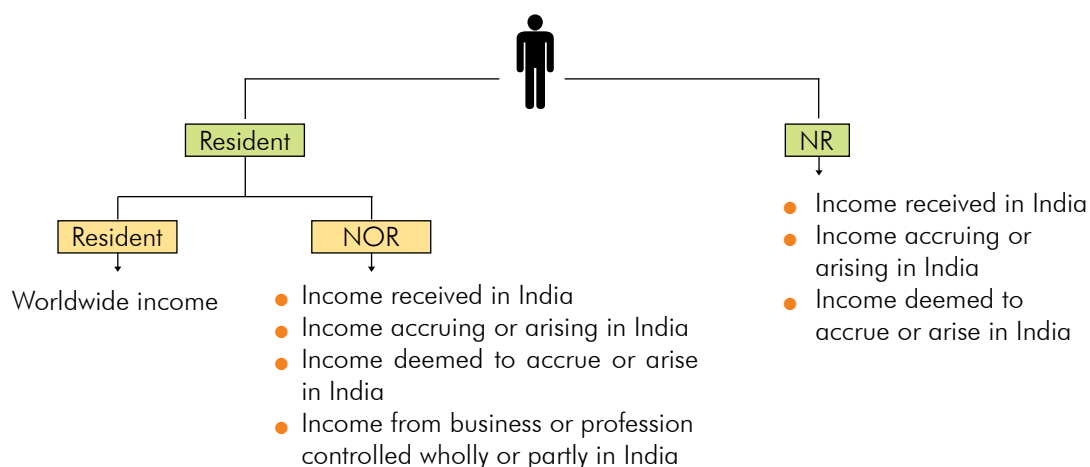 Resident
NR
Resident
NOR
Worldwide income
Income received in India
Income accruing or arising in India
Income deemed to accrue or arise
in India
Income from business or profession
controlled wholly or partly in India
Income received in India
Income accruing or
arising in India
Income deemed to
accrue or arise in India